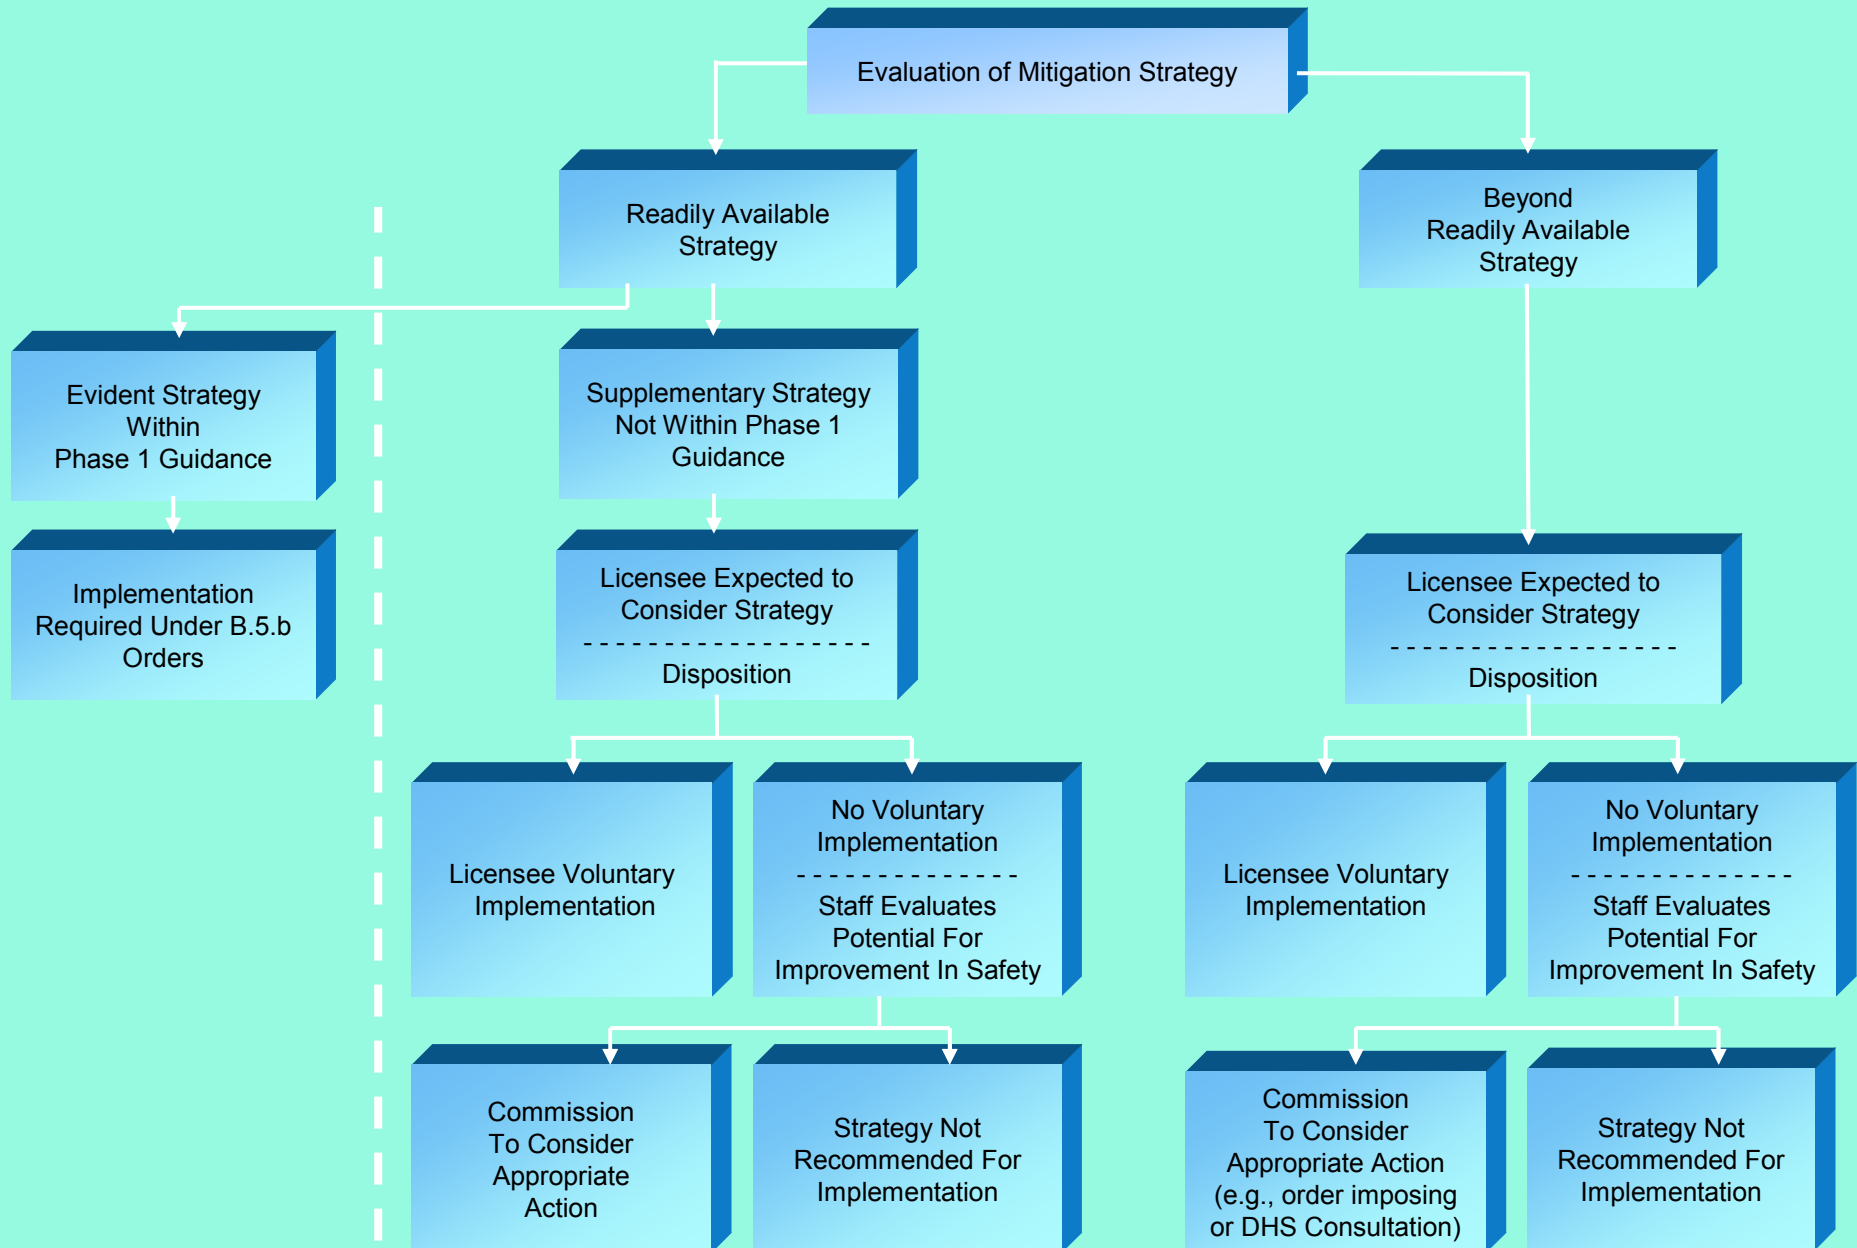 Evaluation of Mitigation Strategy
Readily Available
Strategy
Beyond
Readily Available
Strategy
Evident Strategy
Within
Phase 1 Guidance
Supplementary Strategy
Not Within Phase 1
Guidance
Implementation
Required Under B.5.b
Orders
Licensee Expected to
Consider Strategy
- - - - - - - - - - - - - - - - - -
Disposition
Licensee Expected to
Consider Strategy
- - - - - - - - - - - - - - - - - -
Disposition
Licensee Voluntary
Implementation
No Voluntary
Implementation
- - - - - - - - - - - - - -
Staff Evaluates
Potential For
Improvement In Safety
Licensee Voluntary
Implementation
No Voluntary
Implementation
- - - - - - - - - - - - - -
Staff Evaluates
Potential For
Improvement In Safety
Commission
To Consider
Appropriate
Action
Strategy Not
Recommended For
Implementation
Commission
To Consider
Appropriate Action
(e.g., order imposing
or DHS Consultation)
Strategy Not
Recommended For
Implementation